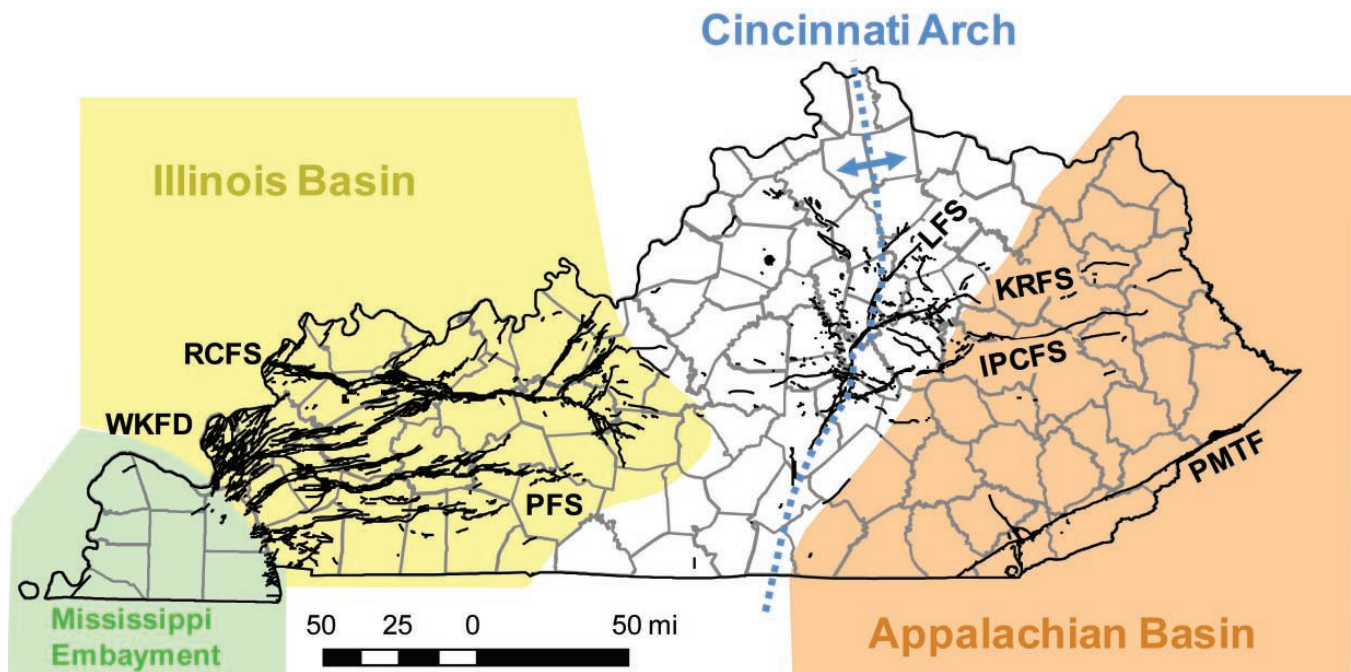 Cincinnati Arch
Illinois Basin
LFS
KRFS
RCFS
IPCFS
WKFD
PMTF
PFS
50 25 0 50 mi
Mississippi
Embayment
Appalachian Basin